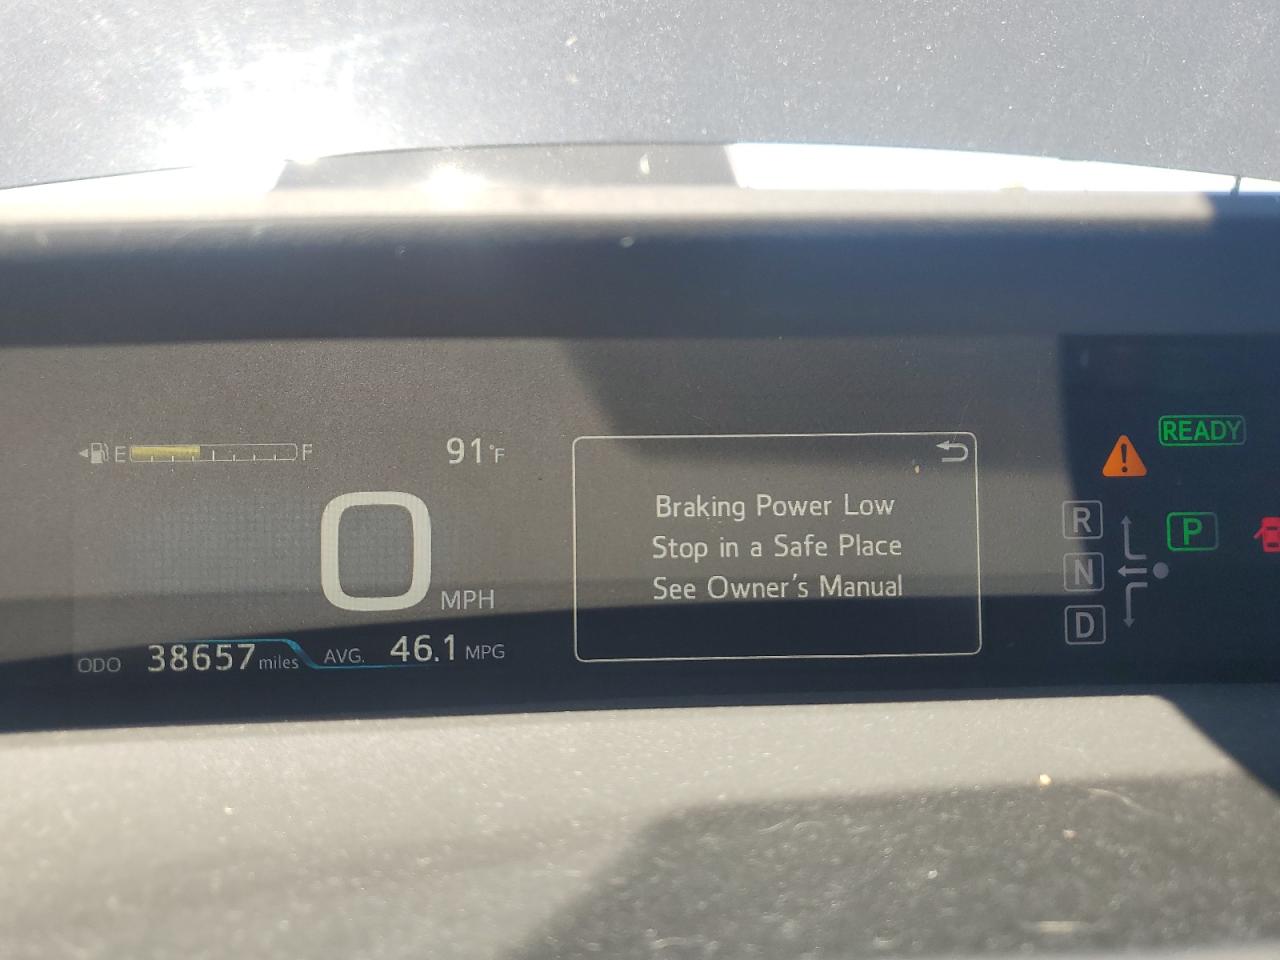 E F 91°F
0 MPH
ODO 38657 miles AVG. 46.1 MPG
Braking Power Low
Stop in a Safe Place
See Owner's Manual
READY
R
P
N
D